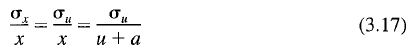 σₓ/x = σᵤ/x = σᵤ/(u + a) (3.17)